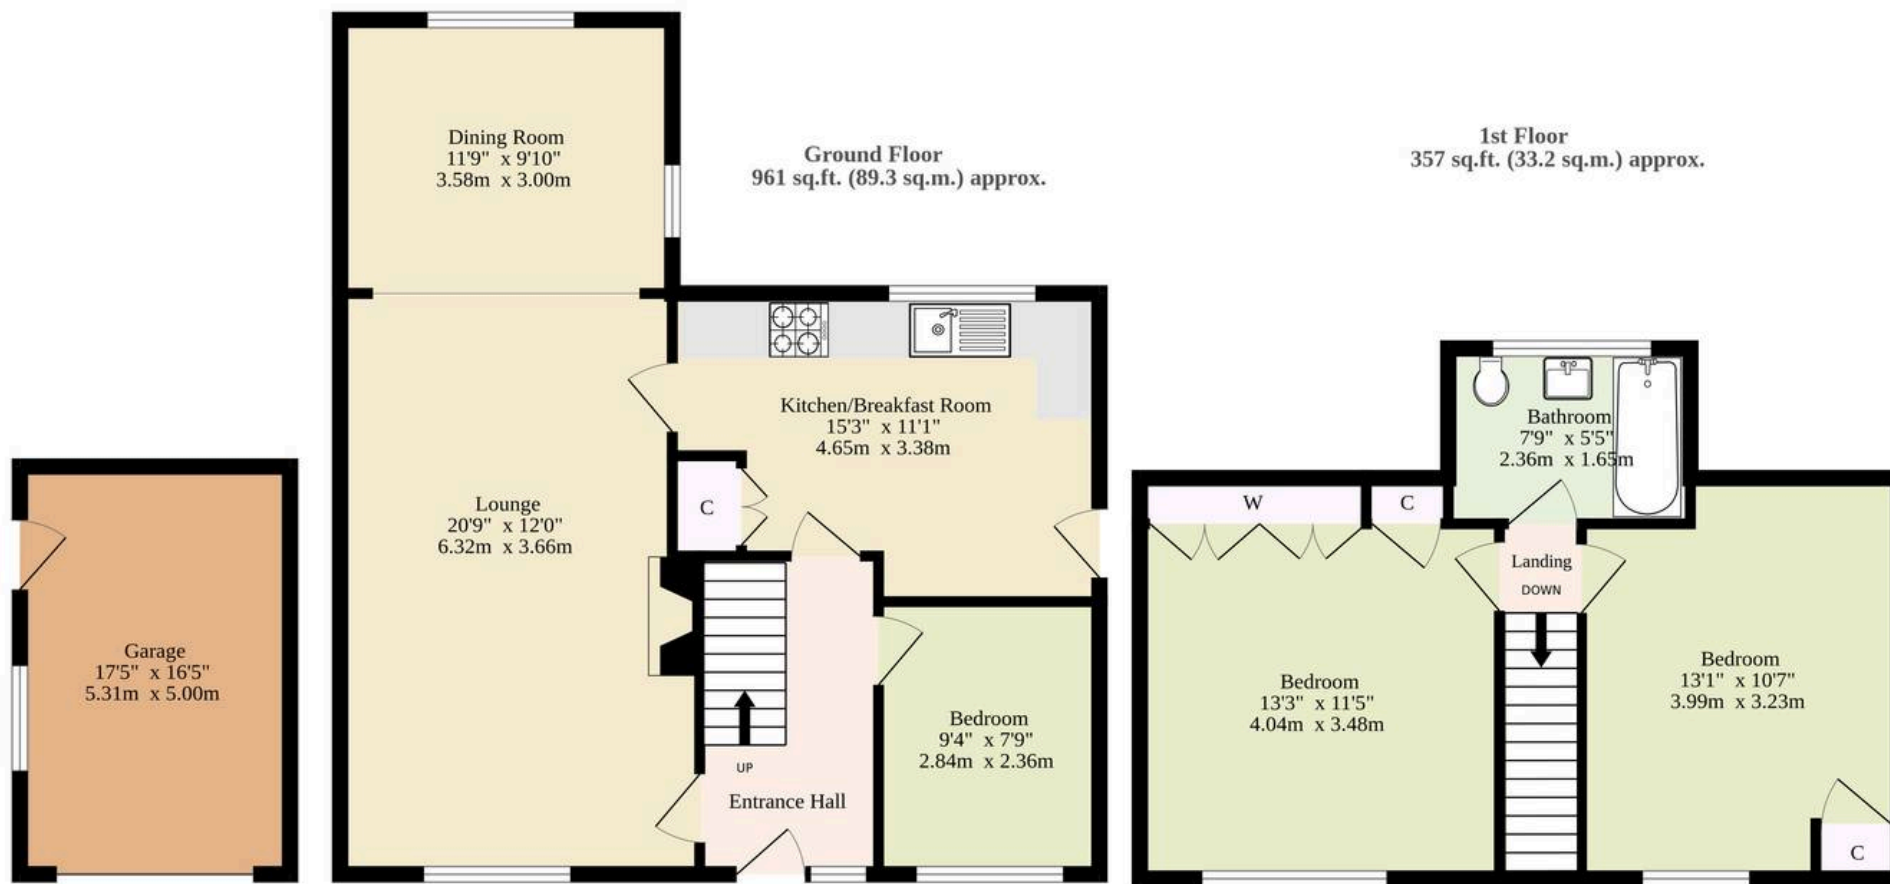 Dining Room
11'9" x 9'10"
3.58m x 3.00m
Ground Floor
961 sq.ft. (89.3 sq.m.) approx.
1st Floor
357 sq.ft. (33.2 sq.m.) approx.
Kitchen/Breakfast Room
15'3" x 11'1"
4.65m x 3.38m
C
Lounge
20'9" x 12'0"
6.32m x 3.66m
Garage
17'5" x 16'5"
5.31m x 5.00m
UP
Entrance Hall
Bedroom
9'4" x 7'9"
2.84m x 2.36m
Bathroom
7'9" x 5'5"
2.36m x 1.65m
W
C
Landing
DOWN
Bedroom
13'3" x 11'5"
4.04m x 3.48m
Bedroom
13'1" x 10'7"
3.99m x 3.23m
C